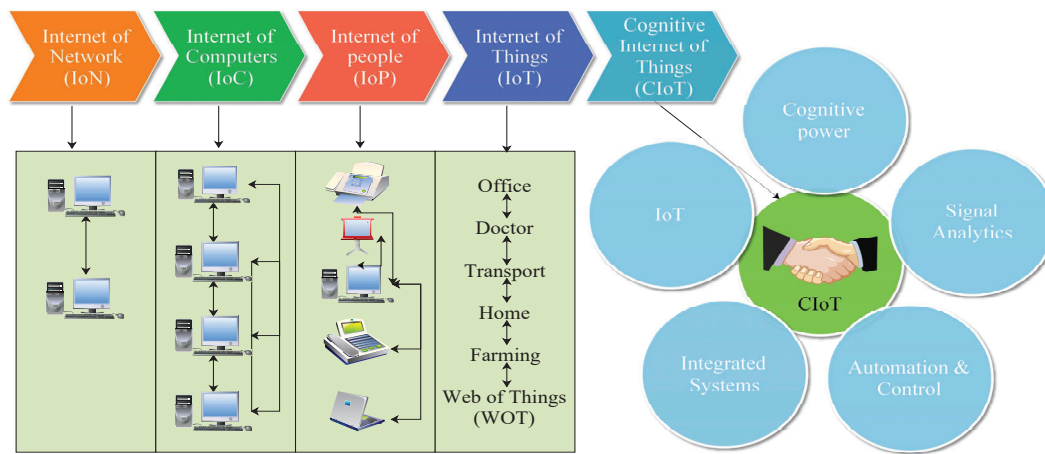 Internet of
Network
(IoN)
Internet of
Computers
(IoC)
Internet of
people
(IoP)
Internet of
Things
(IoT)
Cognitive
Internet of
Things
(CIoT)
Office
Doctor
Transport
Home
Farming
Web of Things
(WOT)
Cognitive
power
IoT
Signal
Analytics
CIoT
Integrated
Systems
Automation &
Control